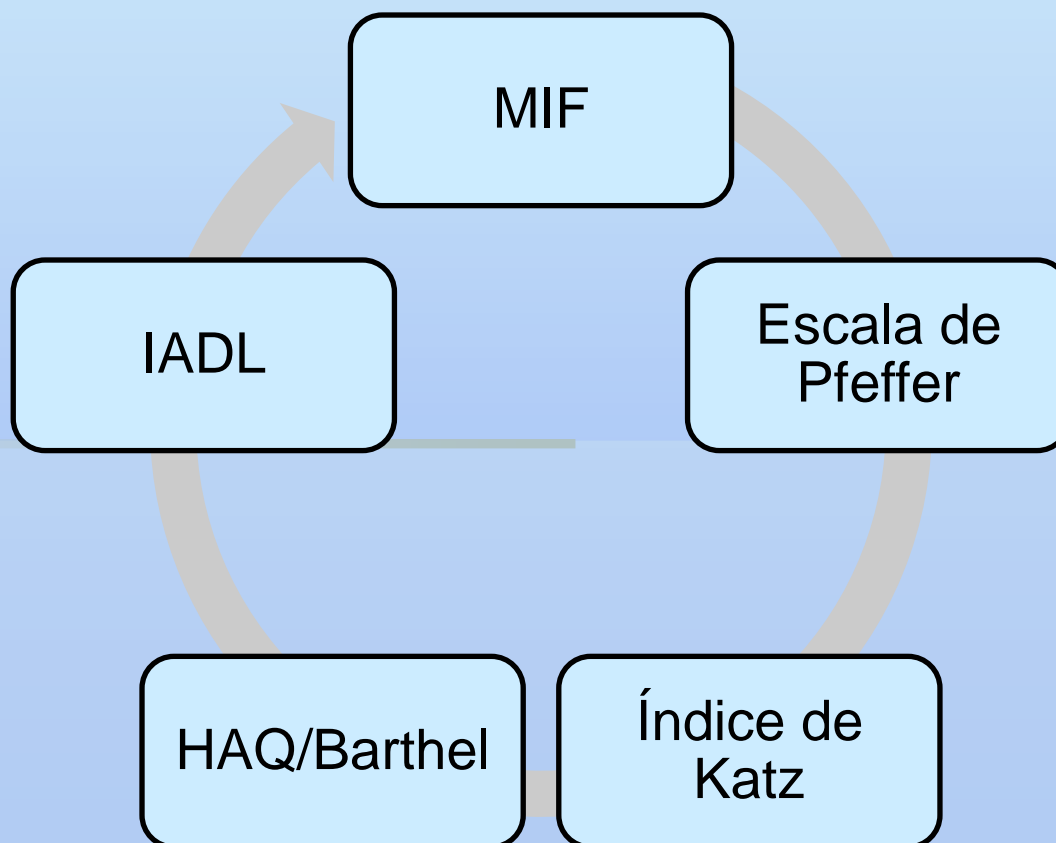 MIF
Escala de
Pfeffer
Índice de
Katz
HAQ/Barthel
IADL